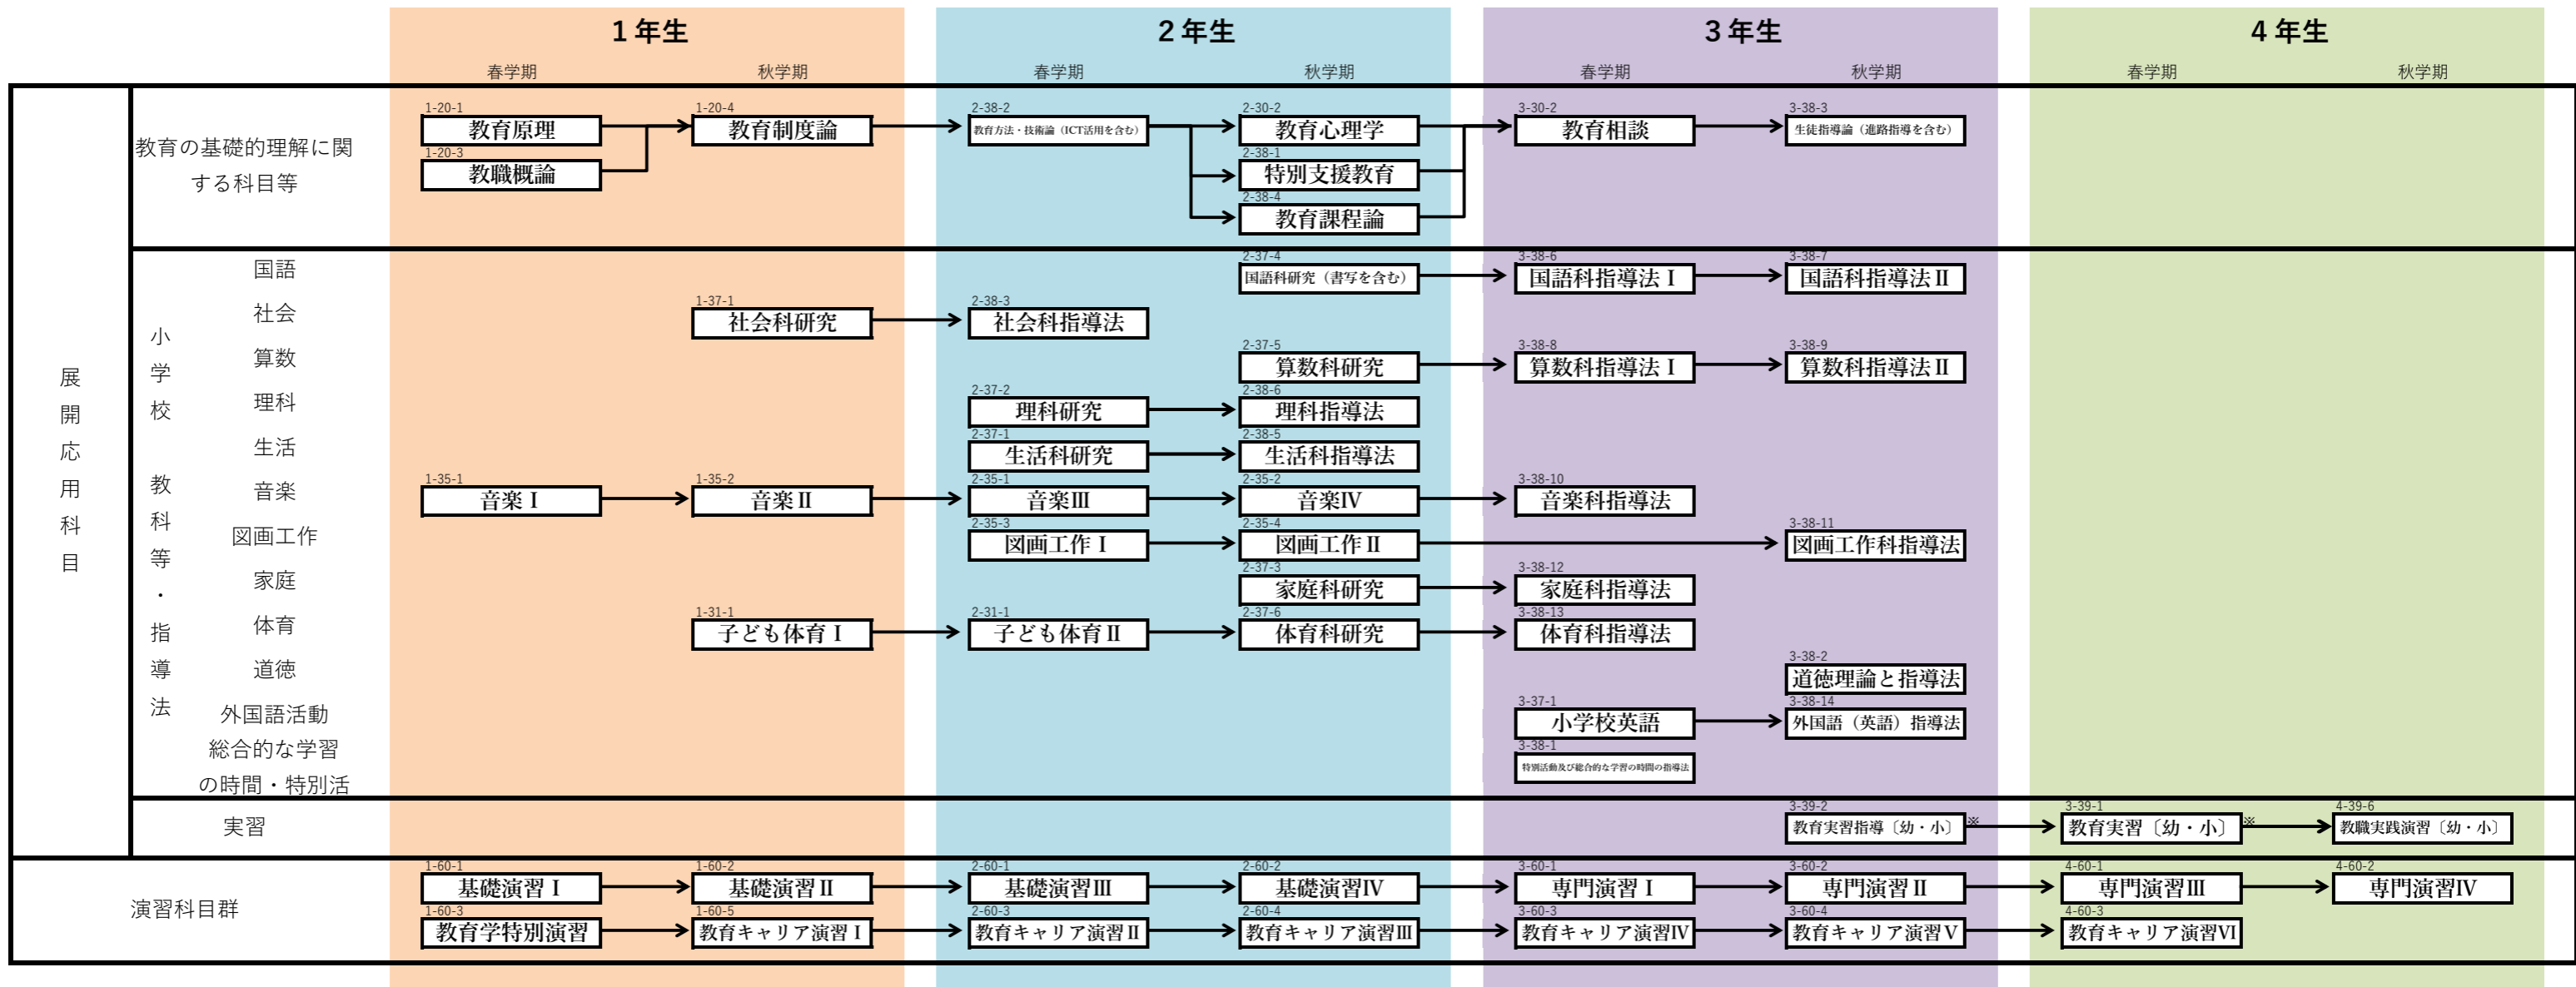 1 年生
2 年生
3 年生
4 年生
春学期
秋学期
春学期
秋学期
春学期
秋学期
春学期
秋学期
展開応用科目
教育の基礎的理解に関
する科目等
1-20-1
教育原理
1-20-4
教育制度論
2-38-2
教育方法・技術論（ICT活用を含む）
2-30-2
教育心理学
3-30-2
教育相談
3-38-3
生徒指導論（進路指導を含む）
1-20-3
教職概論
2-38-1
特別支援教育
2-38-4
教育課程論
小学校　教科等・指導法
国語
2-37-4
国語科研究（書写を含む）
3-38-6
国語科指導法Ⅰ
3-38-7
国語科指導法Ⅱ
社会
1-37-1
社会科研究
2-38-3
社会科指導法
算数
2-37-5
算数科研究
3-38-8
算数科指導法Ⅰ
3-38-9
算数科指導法Ⅱ
理科
2-37-2
理科研究
2-38-6
理科指導法
生活
2-37-1
生活科研究
2-38-5
生活科指導法
音楽
1-35-1
音楽Ⅰ
1-35-2
音楽Ⅱ
2-35-1
音楽Ⅲ
2-35-2
音楽Ⅳ
3-38-10
音楽科指導法
図画工作
2-35-3
図画工作Ⅰ
2-35-4
図画工作Ⅱ
3-38-11
図画工作科指導法
家庭
2-37-3
家庭科研究
3-38-12
家庭科指導法
体育
1-31-1
子ども体育Ⅰ
2-31-1
子ども体育Ⅱ
2-37-6
体育科研究
3-38-13
体育科指導法
道徳
3-38-2
道徳理論と指導法
外国語活動
3-37-1
小学校英語
3-38-14
外国語（英語）指導法
総合的な学習
の時間・特別活
3-38-1
特別活動及び総合的な学習の時間の指導法
実習
3-39-2
教育実習指導〔幼・小〕
※
3-39-1
教育実習〔幼・小〕
※
4-39-6
教職実践演習〔幼・小〕
演習科目群
1-60-1
基礎演習Ⅰ
1-60-2
基礎演習Ⅱ
2-60-1
基礎演習Ⅲ
2-60-2
基礎演習Ⅳ
3-60-1
専門演習Ⅰ
3-60-2
専門演習Ⅱ
4-60-1
専門演習Ⅲ
4-60-2
専門演習Ⅳ
1-60-3
教育学特別演習
1-60-5
教育キャリア演習Ⅰ
2-60-3
教育キャリア演習Ⅱ
2-60-4
教育キャリア演習Ⅲ
3-60-3
教育キャリア演習Ⅳ
3-60-4
教育キャリア演習Ⅴ
4-60-3
教育キャリア演習Ⅵ